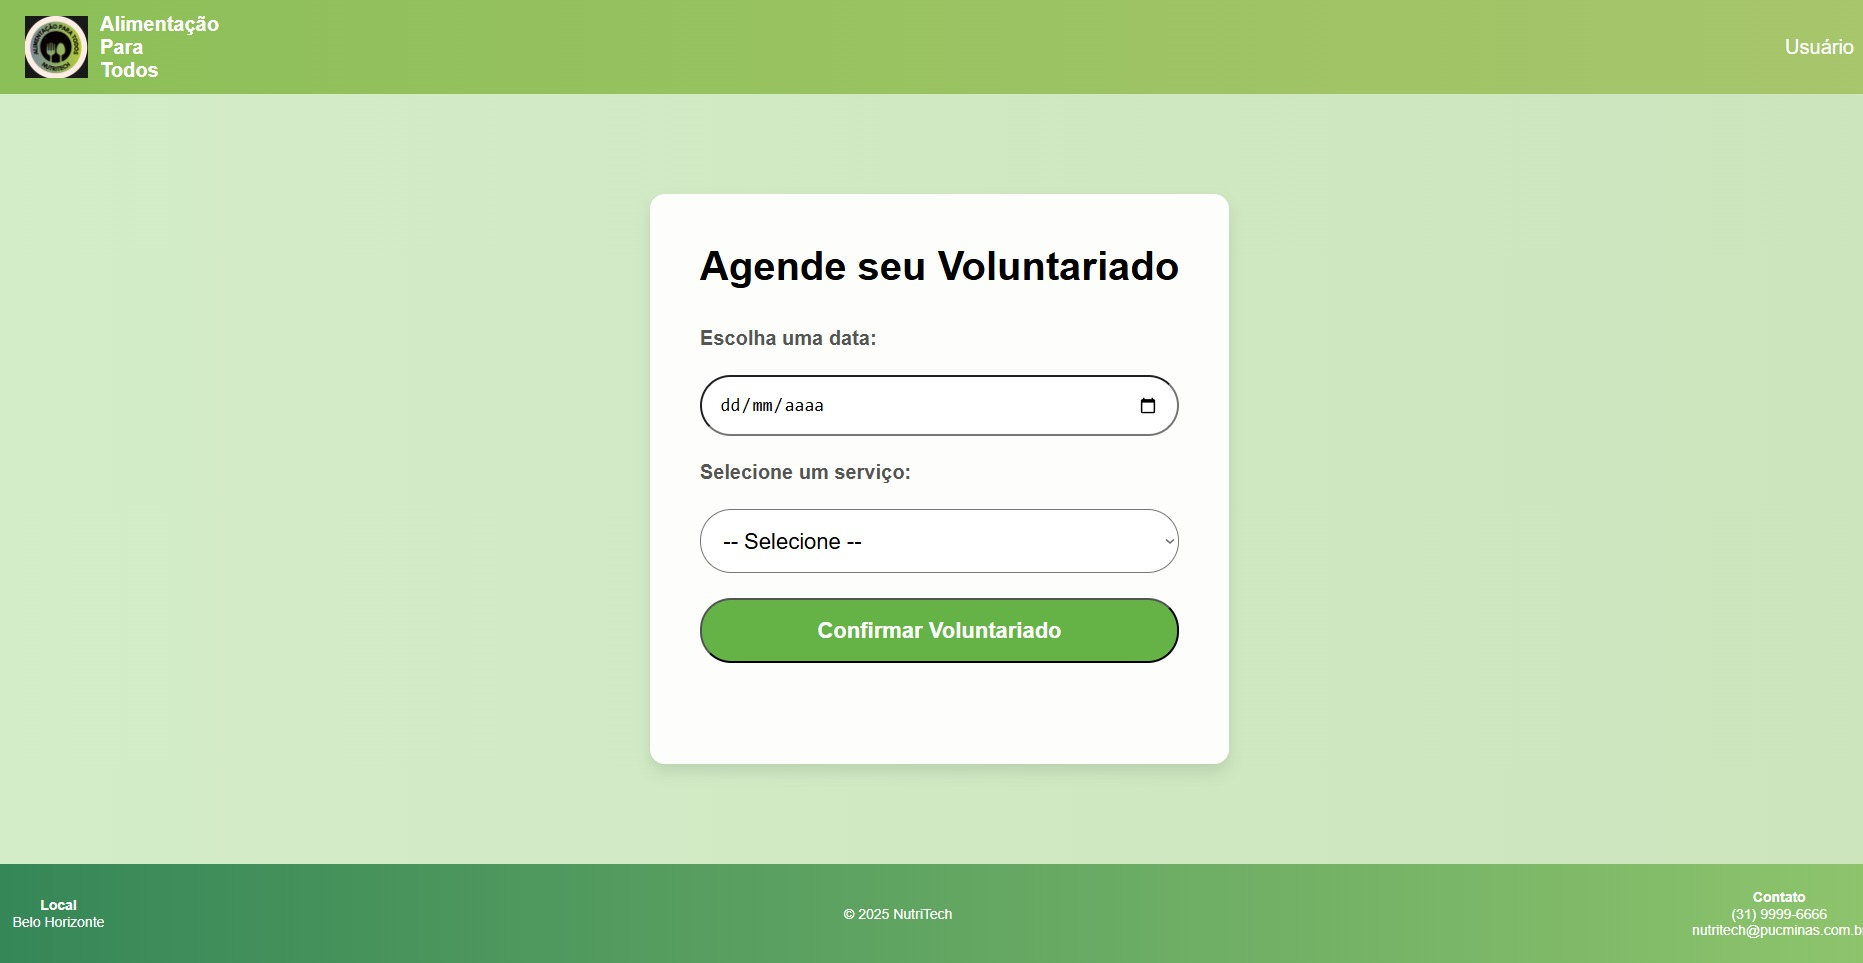 ALIMENTAÇÃO PARA TODOS
NUTRITECH
Alimentação
Para
Todos
Usuário
Agende seu Voluntariado
Escolha uma data:
dd/mm/aaaa
Selecione um serviço:
-- Selecione --
Confirmar Voluntariado
Local
Belo Horizonte
© 2025 NutriTech
Contato
(31) 9999-6666
nutritech@pucminas.com.b